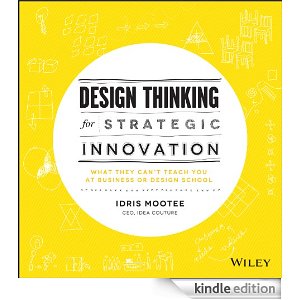 DESIGN THINKING
for STRATEGIC
INNOVATION
WHAT THEY CAN'T TEACH YOU
AT BUSINESS OR DESIGN SCHOOL
IDRIS MOOTEE
CEO, IDEA COUTURE
WILEY
kindle edition